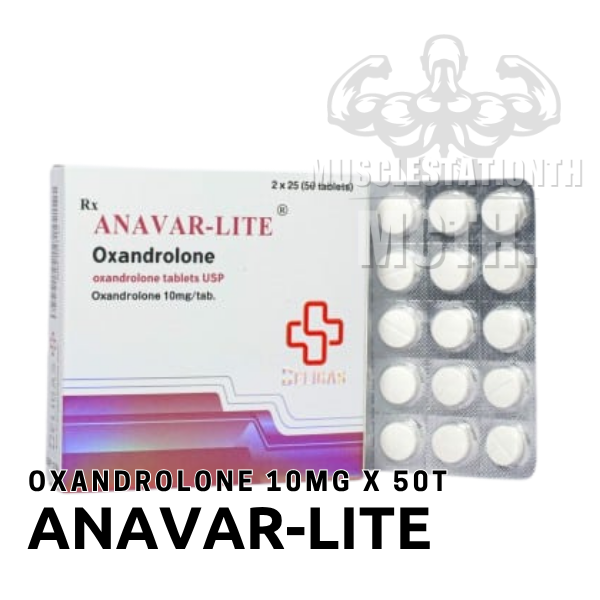 MUSCLESTATIONTH
MSTH.
2 x 25 (50 tablets)
Rx
ANAVAR-LITE®
Oxandrolone
oxandrolone tablets USP
Oxandrolone 10mg/tab.
OXANDROLONE 10MG X 50T
ANAVAR-LITE